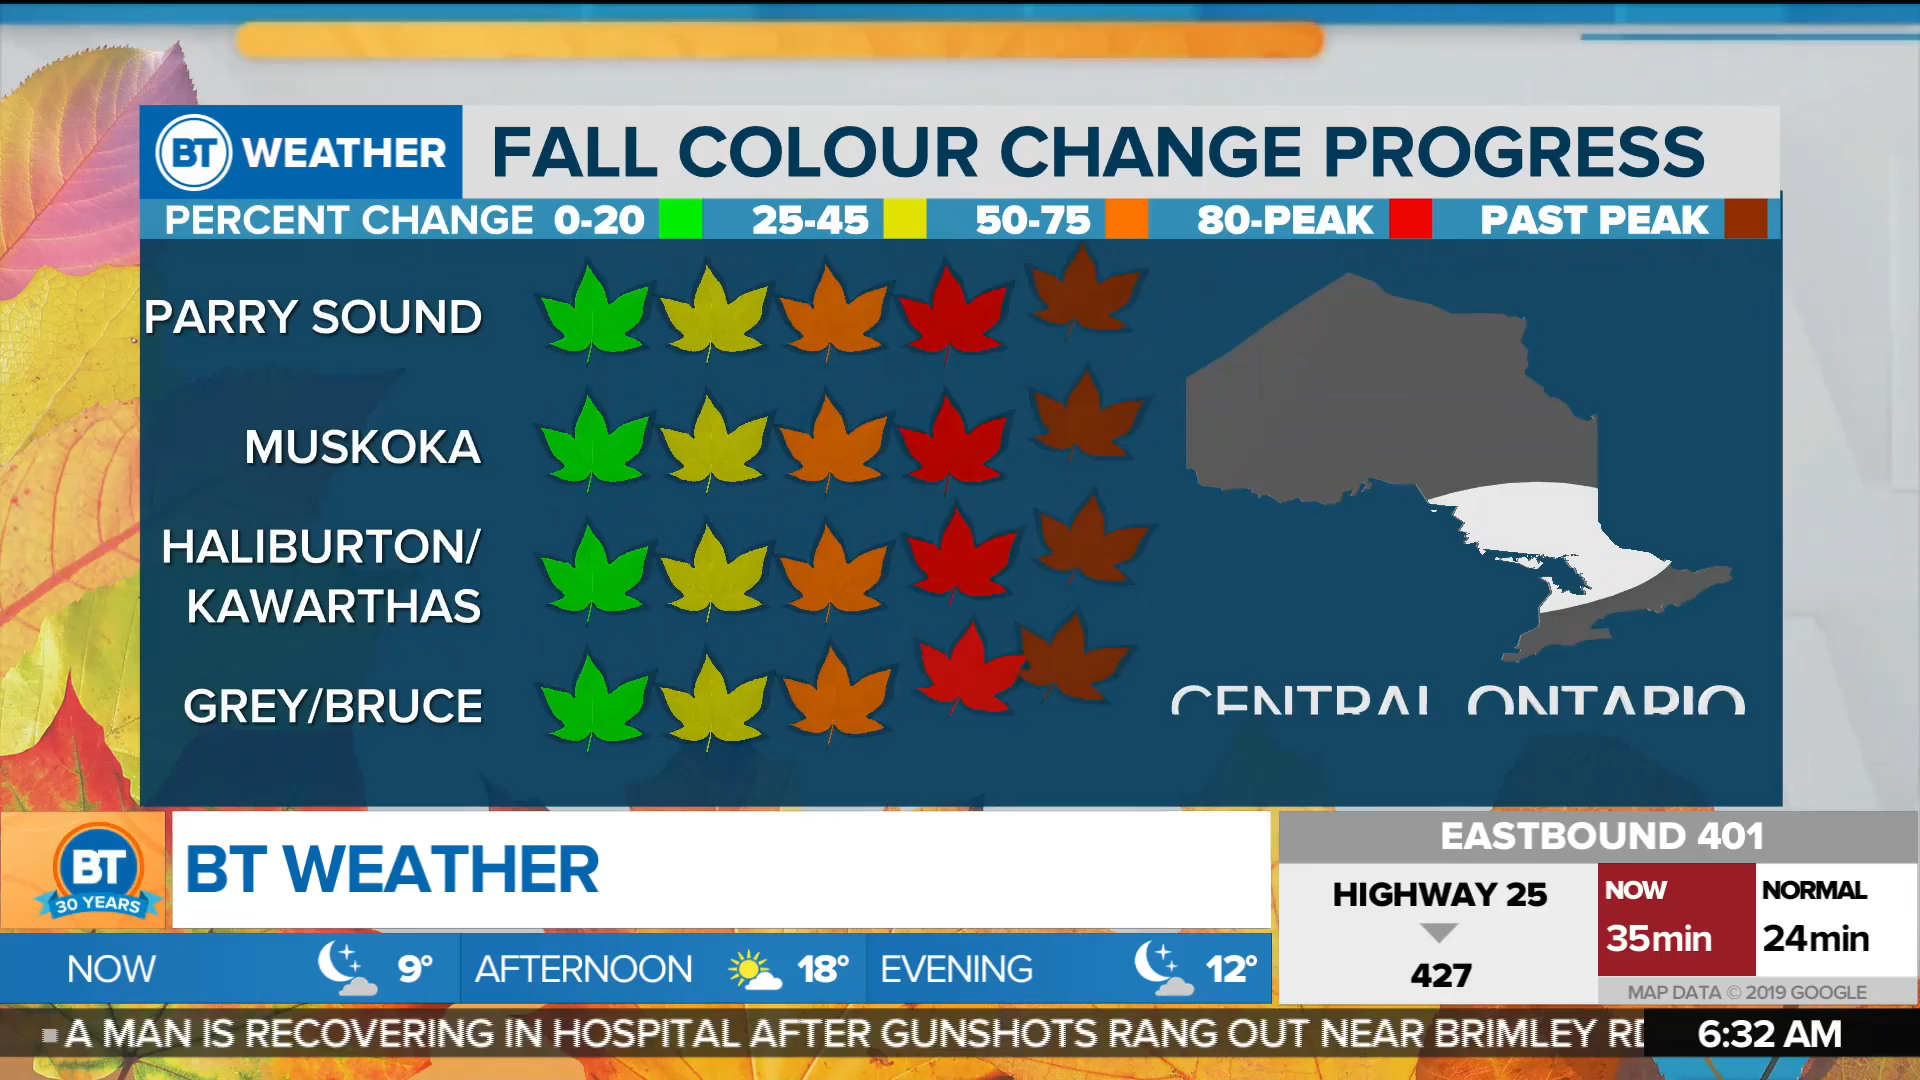 BT WEATHER
FALL COLOUR CHANGE PROGRESS
PERCENT CHANGE 0-20 25-45 50-75 80-PEAK PAST PEAK
PARRY SOUND
MUSKOKA
HALIBURTON/
KAWARTHAS
GREY/BRUCE
CENTRAL ONTARIO
BT
30 YEARS
BT WEATHER
EASTBOUND 401
HIGHWAY 25
427
NOW
35min
NORMAL
24min
MAP DATA © 2019 GOOGLE
NOW 9° AFTERNOON 18° EVENING 12°
A MAN IS RECOVERING IN HOSPITAL AFTER GUNSHOTS RANG OUT NEAR BRIMLEY RD
6:32 AM